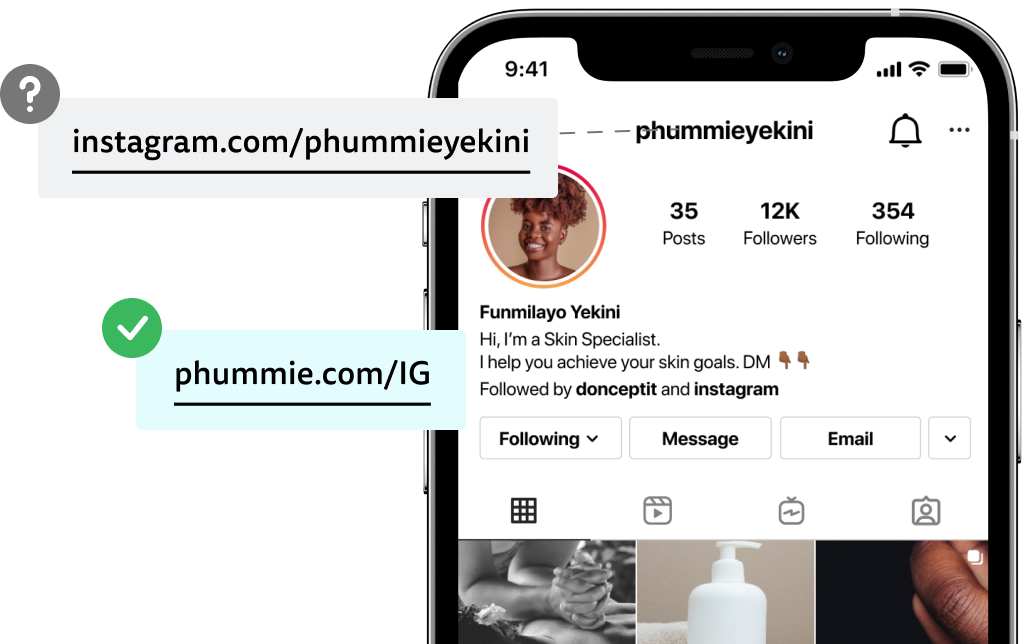 9:41
?
instagram.com/phummieyekini
phummieyekini
35 12K 354
Posts Followers Following
Funmilayo Yekini
Hi, I’m a Skin Specialist.
I help you achieve your skin goals. DM 👇🏾👇🏾
phummie.com/IG
Followed by donceptit and instagram
Following Message Email